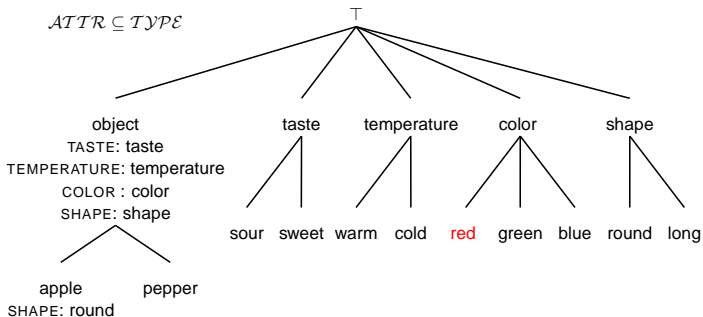 𝒜𝒯𝒯ℛ ⊆ 𝒯𝒴𝒫ℰ
⊤
object taste temperature color shape
TASTE: taste
TEMPERATURE: temperature
COLOR : color
SHAPE: shape
sour sweet warm cold red green blue round long
apple pepper
SHAPE: round